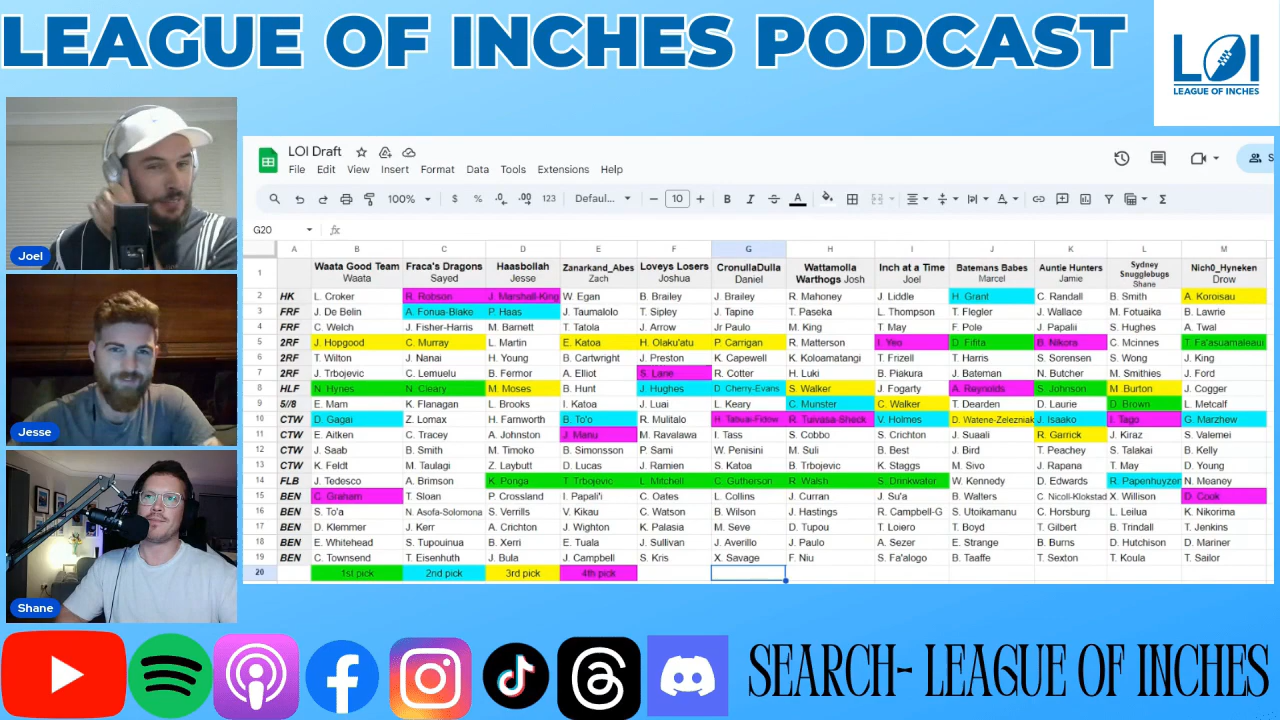 LEAGUE OF INCHES PODCAST
LOI
LEAGUE OF INCHES
Joel
Jesse
Shane
LOI Draft
File Edit View Insert Format Data Tools Extensions Help
100% $ % .0 .00 123 Defaul... 10 B I A
G20 fx
A B C D E F G H I J K L M
1 Waata Good Team Waata Fraca's Dragons Sayed Haasbollah Jesse Zanarkand_Abes Zach Loveys Losers Joshua CronullaDulla Daniel Wattamolla Warthogs Josh Inch at a Time Joel Batemans Babes Marcel Auntie Hunters Jamie Sydney Snugglebugs Shane Nich0_Hyneken Drow
2 HK L. Croker R. Robson J. Marshall-King W. Egan B. Brailey J. Brailey R. Mahoney J. Liddle H. Grant C. Randall B. Smith A. Koroisau
3 FRF J. De Belin A. Fonua-Blake P. Haas J. Taumalolo T. Sipley J. Tapine T. Paseka L. Thompson T. Flegler J. Wallace M. Fotuaika B. Lawrie
4 FRF C. Welch J. Fisher-Harris M. Barnett T. Tatola J. Arrow Jr Paulo M. King T. May F. Pole J. Papalii S. Hughes A. Twal
5 2RF J. Hopgood C. Murray L. Martin E. Katoa H. Olaku'atu P. Carrigan R. Matterson I. Yeo D. Fifita B. Nikora C. Mcinnes T. Fa'asuamaleaui
6 2RF T. Wilton J. Nanai H. Young B. Cartwright J. Preston K. Capewell K. Koloamatangi T. Frizell T. Harris S. Sorensen S. Wong J. King
7 2RF J. Trbojevic C. Lemuelu B. Fermor A. Elliot S. Lane R. Cotter H. Luki B. Piakura J. Bateman N. Butcher M. Smithies J. Ford
8 HLF N. Hynes N. Cleary M. Moses B. Hunt J. Hughes D. Cherry-Evans S. Walker J. Fogarty A. Reynolds S. Johnson M. Burton J. Cogger
9 5//8 E. Mam K. Flanagan L. Brooks I. Katoa J. Luai L. Keary C. Munster C. Walker T. Dearden D. Laurie D. Brown L. Metcalf
10 CTW D. Gagai Z. Lomax H. Farnworth B. To'o R. Mulitalo H. Tabuai-Fidow R. Tuivasa-Sheck V. Holmes D. Watene-Zelezniak J. Isaako I. Tago G. Marzhew
11 CTW E. Aitken C. Tracey A. Johnston J. Manu M. Ravalawa I. Tass S. Cobbo S. Crichton J. Suaali R. Garrick J. Kiraz S. Valemei
12 CTW J. Saab B. Smith M. Timoko B. Simonsson P. Sami W. Penisini M. Suli B. Best J. Bird T. Peachey S. Talakai B. Kelly
13 CTW K. Feldt M. Taulagi Z. Laybutt D. Lucas J. Ramien S. Katoa B. Trbojevic K. Staggs M. Sivo J. Rapana T. May D. Young
14 FLB J. Tedesco A. Brimson K. Ponga T. Trbojevic L. Mitchell C. Gutherson R. Walsh S. Drinkwater W. Kennedy D. Edwards R. Papenhuyzen N. Meaney
15 BEN C. Graham T. Sloan P. Crossland I. Papali'i C. Oates L. Collins J. Curran J. Su'a B. Walters C. Nicoll-Klokstad X. Willison D. Cook
16 BEN S. To'a N. Asofa-Solomona S. Verrills V. Kikau C. Watson B. Wilson J. Hastings R. Campbell-G S. Utoikamanu C. Horsburg L. Leilua K. Nikorima
17 BEN D. Klemmer J. Kerr A. Crichton J. Wighton K. Palasia M. Seve D. Tupou T. Loiero T. Boyd T. Gilbert B. Trindall T. Jenkins
18 BEN E. Whitehead S. Tupouinua B. Xerri E. Tuala J. Sullivan J. Averillo J. Paulo A. Sezer E. Strange B. Burns D. Hutchison D. Mariner
19 BEN C. Townsend T. Eisenhuth J. Bula J. Campbell S. Kris X. Savage F. Niu S. Fa'alogo B. Taaffe T. Sexton T. Koula T. Sailor
20 1st pick 2nd pick 3rd pick 4th pick
SEARCH- LEAGUE OF INCHES